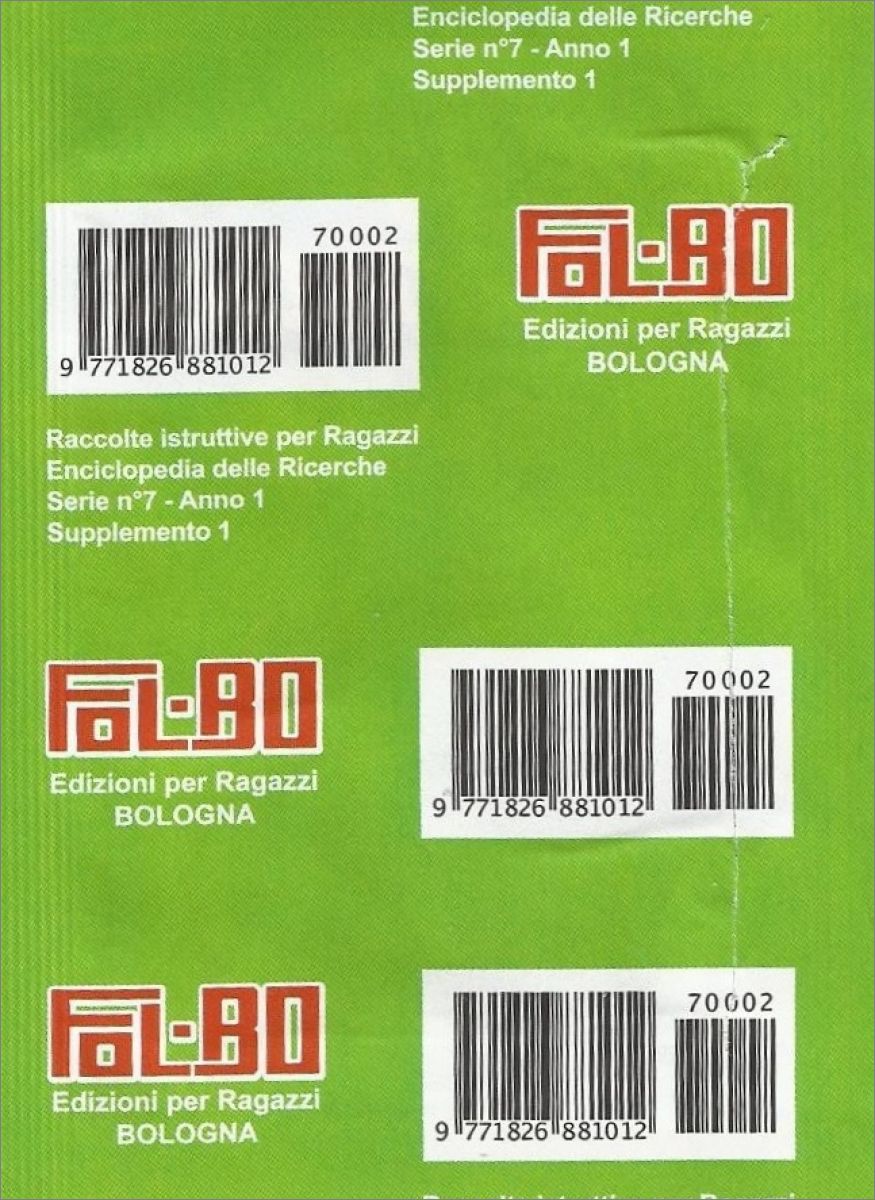 Enciclopedia delle Ricerche
Serie n°7 - Anno 1
Supplemento 1
70002
9 771826 881012
FOL-BO
Edizioni per Ragazzi
BOLOGNA
Raccolte istruttive per Ragazzi
Enciclopedia delle Ricerche
Serie n°7 - Anno 1
Supplemento 1
FOL-BO
Edizioni per Ragazzi
BOLOGNA
70002
9 771826 881012
FOL-BO
Edizioni per Ragazzi
BOLOGNA
70002
9 771826 881012